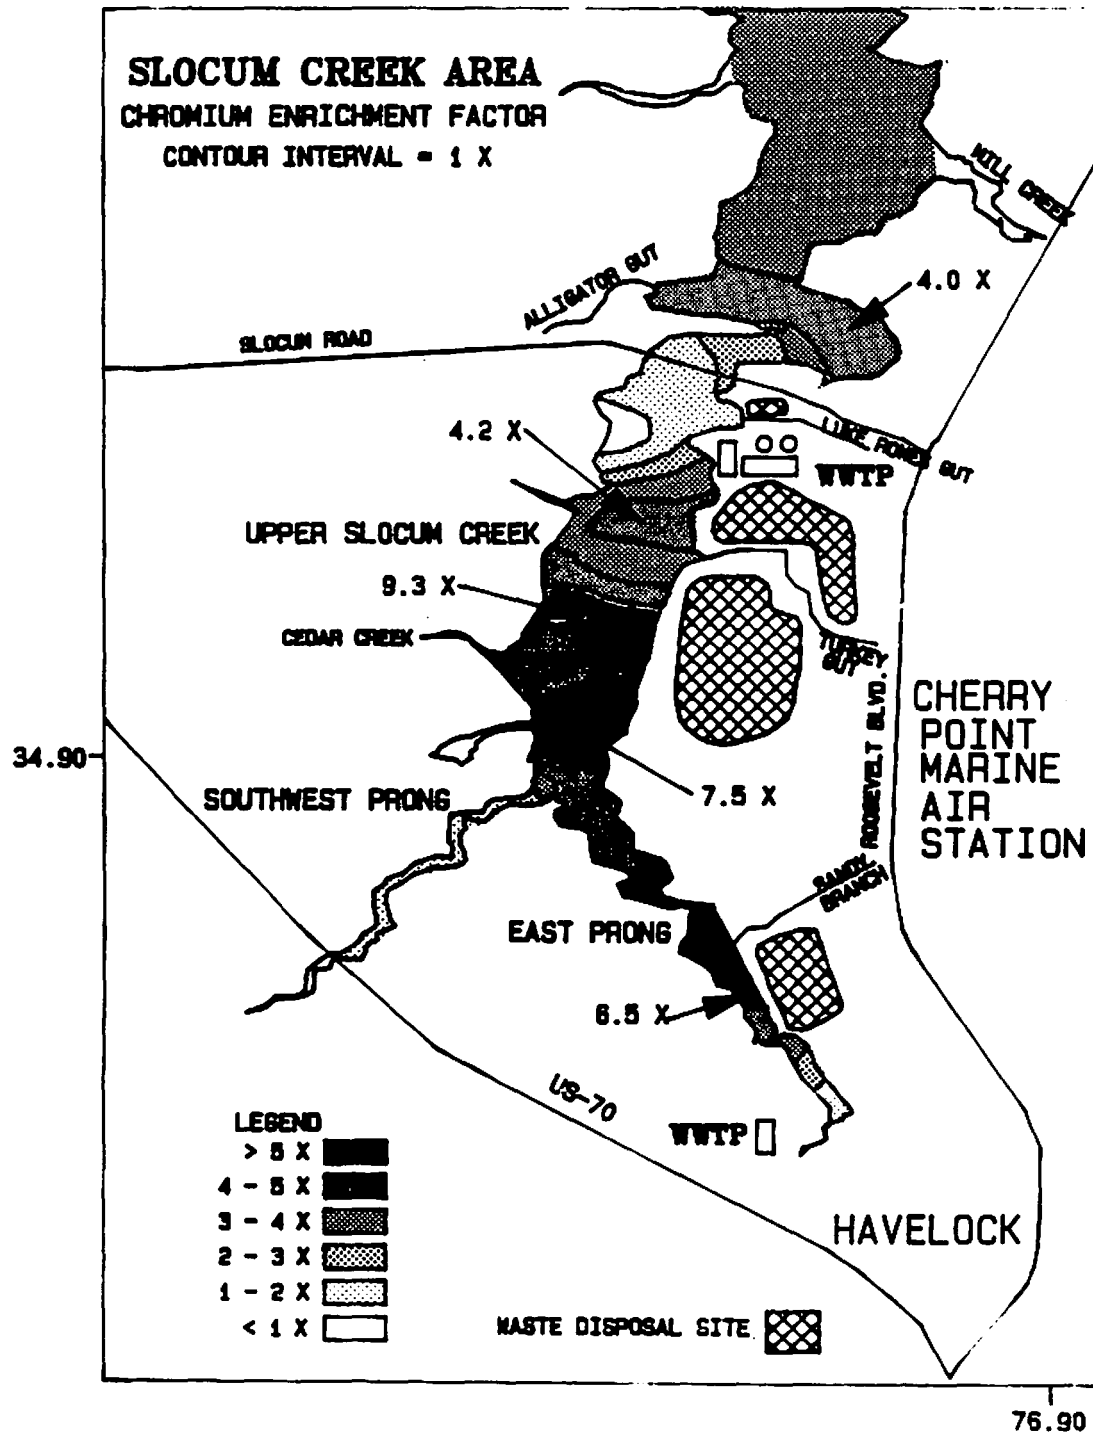 SLOCUM CREEK AREA
CHROMIUM ENRICHMENT FACTOR
CONTOUR INTERVAL = 1 X
MILL CREEK
ALLIGATOR GUT
4.0 X
SLOCUM ROAD
4.2 X
LUKE RONES GUT
WWTP
UPPER SLOCUM CREEK
9.3 X
CEDAR CREEK
TURKEY
GUT
ROOSEVELT BLVD.
CHERRY
POINT
MARINE
AIR
STATION
34.90
7.5 X
SOUTHWEST PRONG
SANDY
BRANCH
EAST PRONG
6.5 X
US-70
WWTP
LEGEND
> 5 X
4 - 5 X
3 - 4 X
2 - 3 X
1 - 2 X
< 1 X
HAVELOCK
WASTE DISPOSAL SITE
76.90